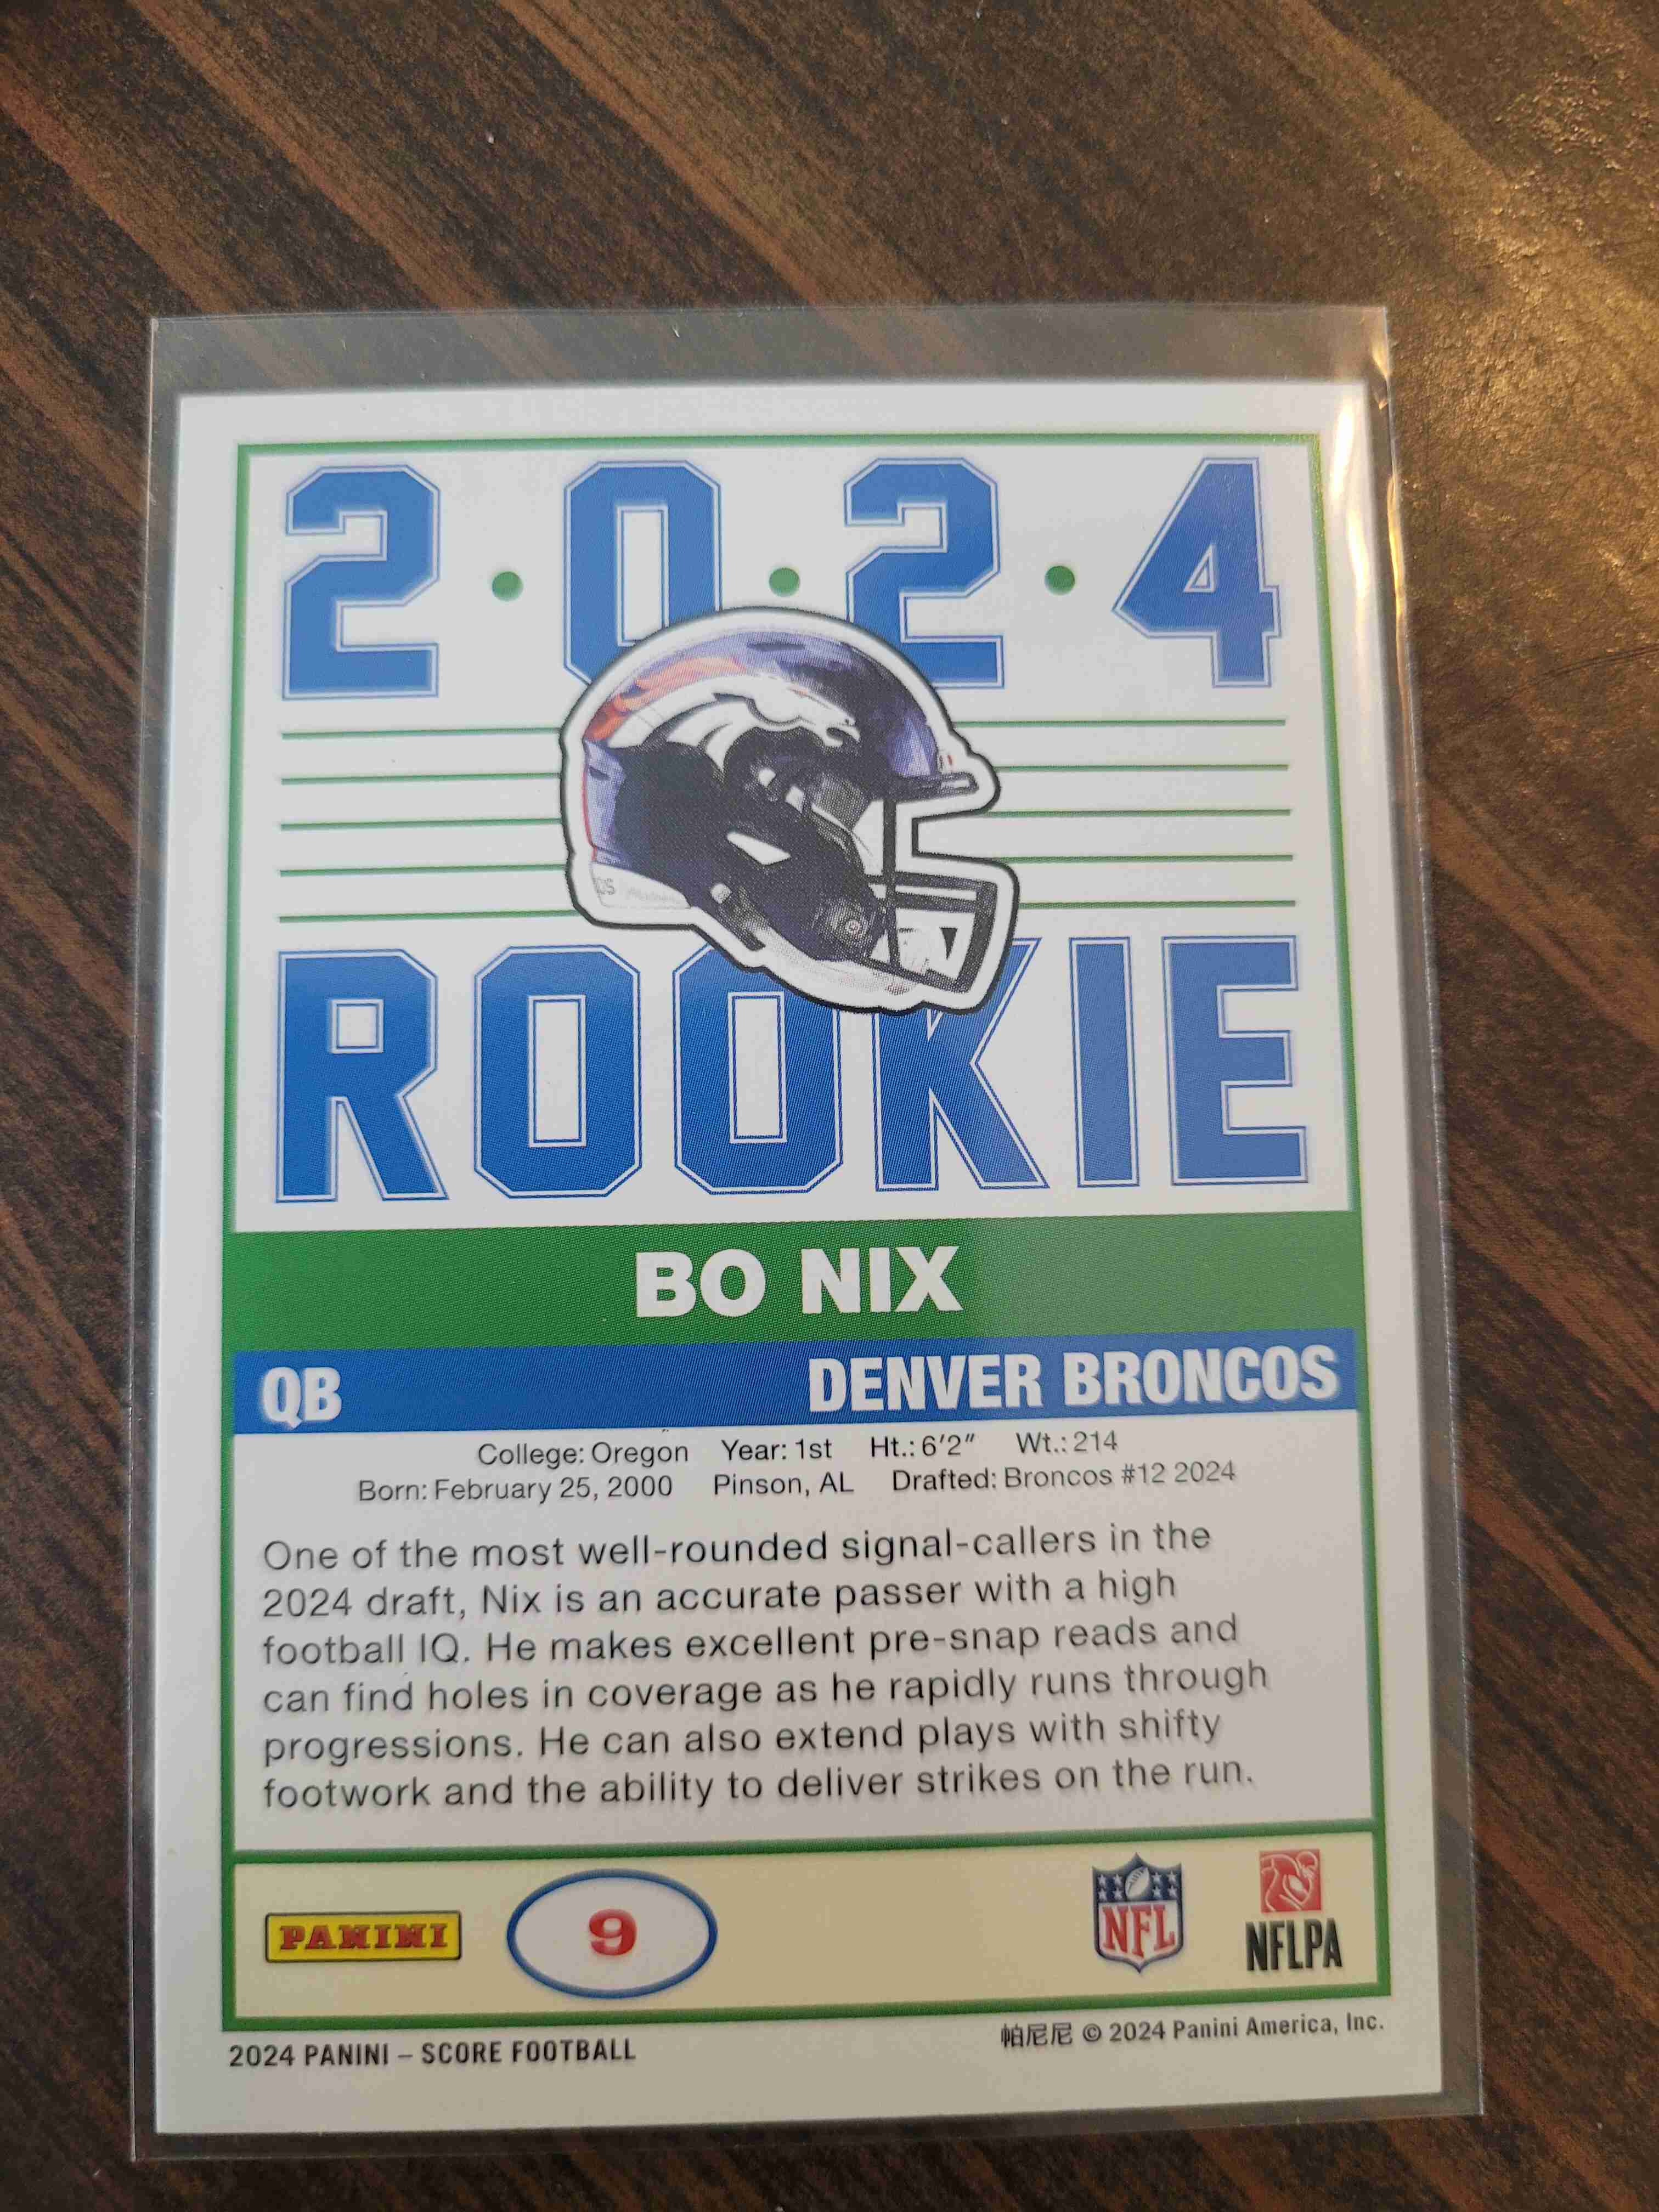 2·0·2·4
ROOKIE
BO NIX
QB DENVER BRONCOS
College: Oregon Year: 1st Ht.: 6'2" Wt.: 214
Born: February 25, 2000 Pinson, AL Drafted: Broncos #12 2024
One of the most well-rounded signal-callers in the
2024 draft, Nix is an accurate passer with a high
football IQ. He makes excellent pre-snap reads and
can find holes in coverage as he rapidly runs through
progressions. He can also extend plays with shifty
footwork and the ability to deliver strikes on the run.
PANINI 9 NFL NFLPA
2024 PANINI – SCORE FOOTBALL 帕尼尼 © 2024 Panini America, Inc.